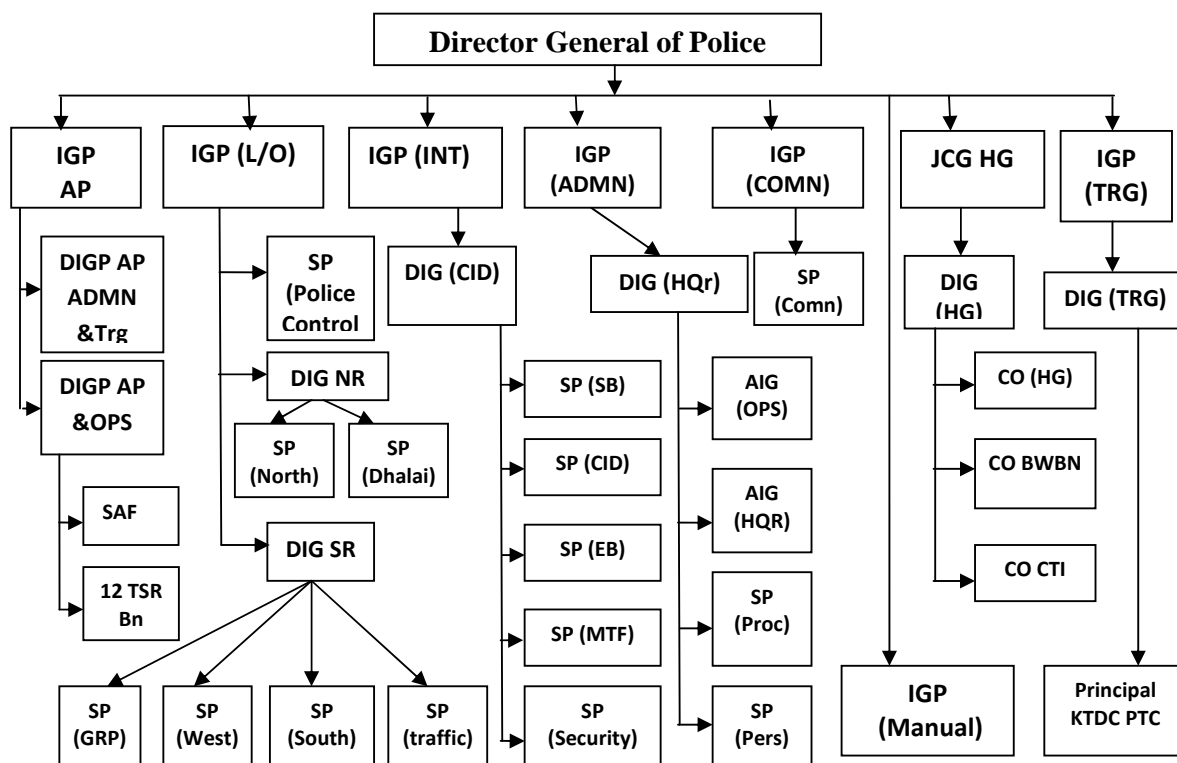 Director General of Police
IGP
AP
IGP (L/O)
IGP (INT)
IGP
(ADMN)
IGP
(COMN)
JCG HG
IGP
(TRG)
DIGP AP
ADMN
&Trg
SP
(Police
Control
DIG (CID)
DIG (HQr)
SP
(Comn)
DIG
(HG)
DIG (TRG)
DIGP AP
&OPS
DIG NR
SP
(North)
SP
(Dhalai)
SP (SB)
AIG
(OPS)
CO (HG)
SP (CID)
AIG
(HQR)
CO BWBN
SAF
DIG SR
SP (EB)
CO CTI
12 TSR
Bn
SP (MTF)
SP
(Proc)
SP
(GRP)
SP
(West)
SP
(South)
SP
(traffic)
SP
(Security)
SP
(Pers)
IGP
(Manual)
Principal
KTDC PTC